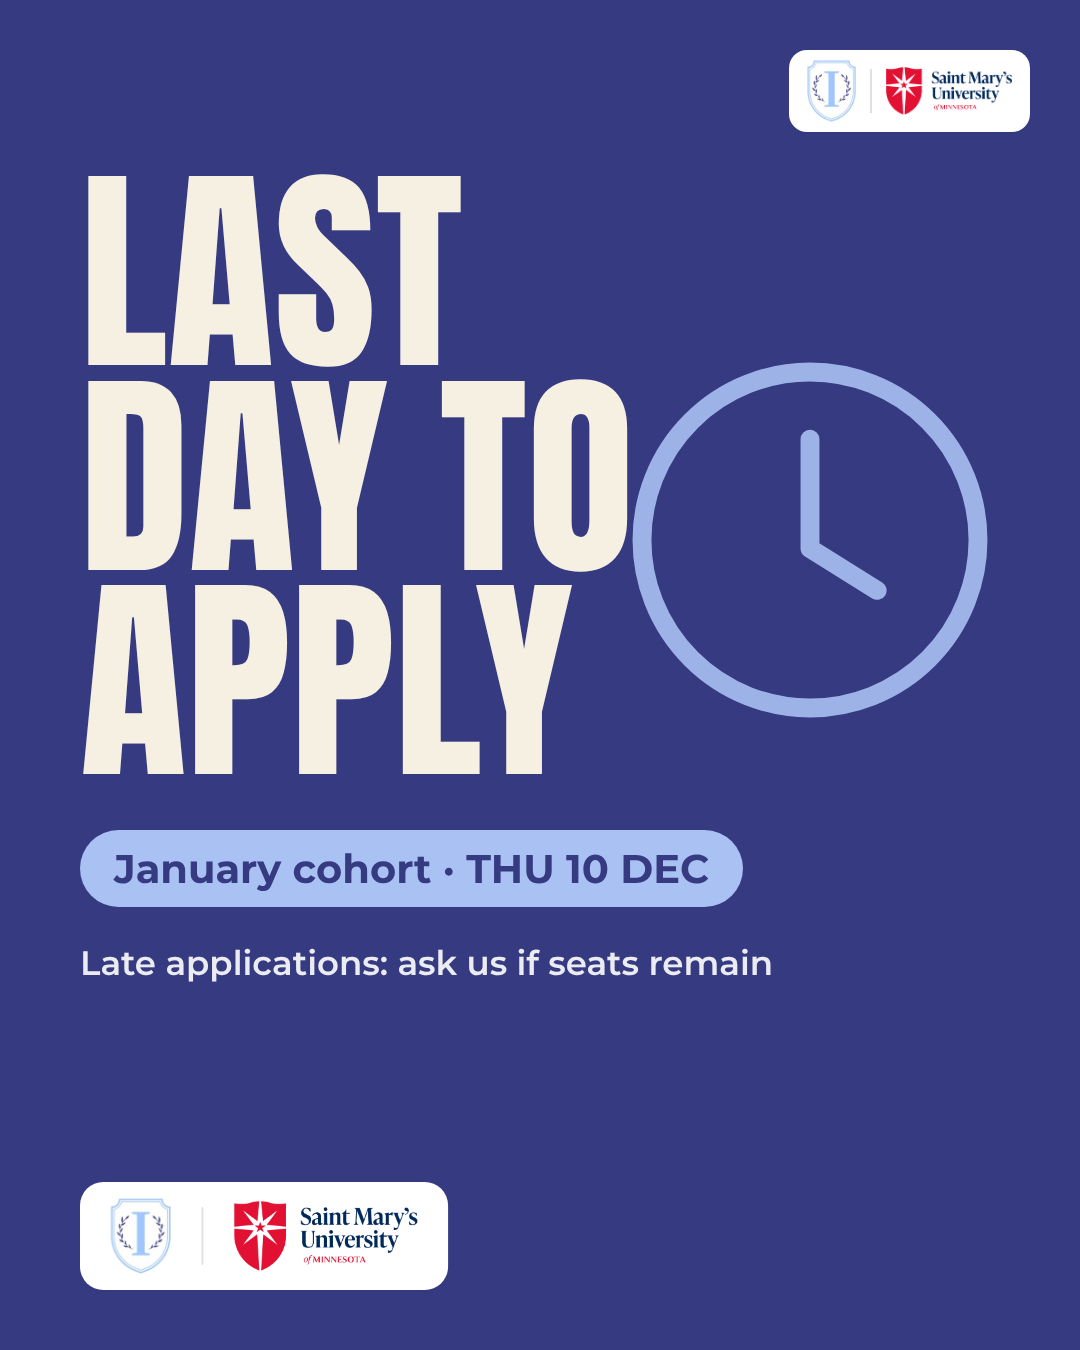 I
Saint Mary's
University
of MINNESOTA
LAST
DAY TO
APPLY
January cohort · THU 10 DEC
Late applications: ask us if seats remain
I
Saint Mary's
University
of MINNESOTA